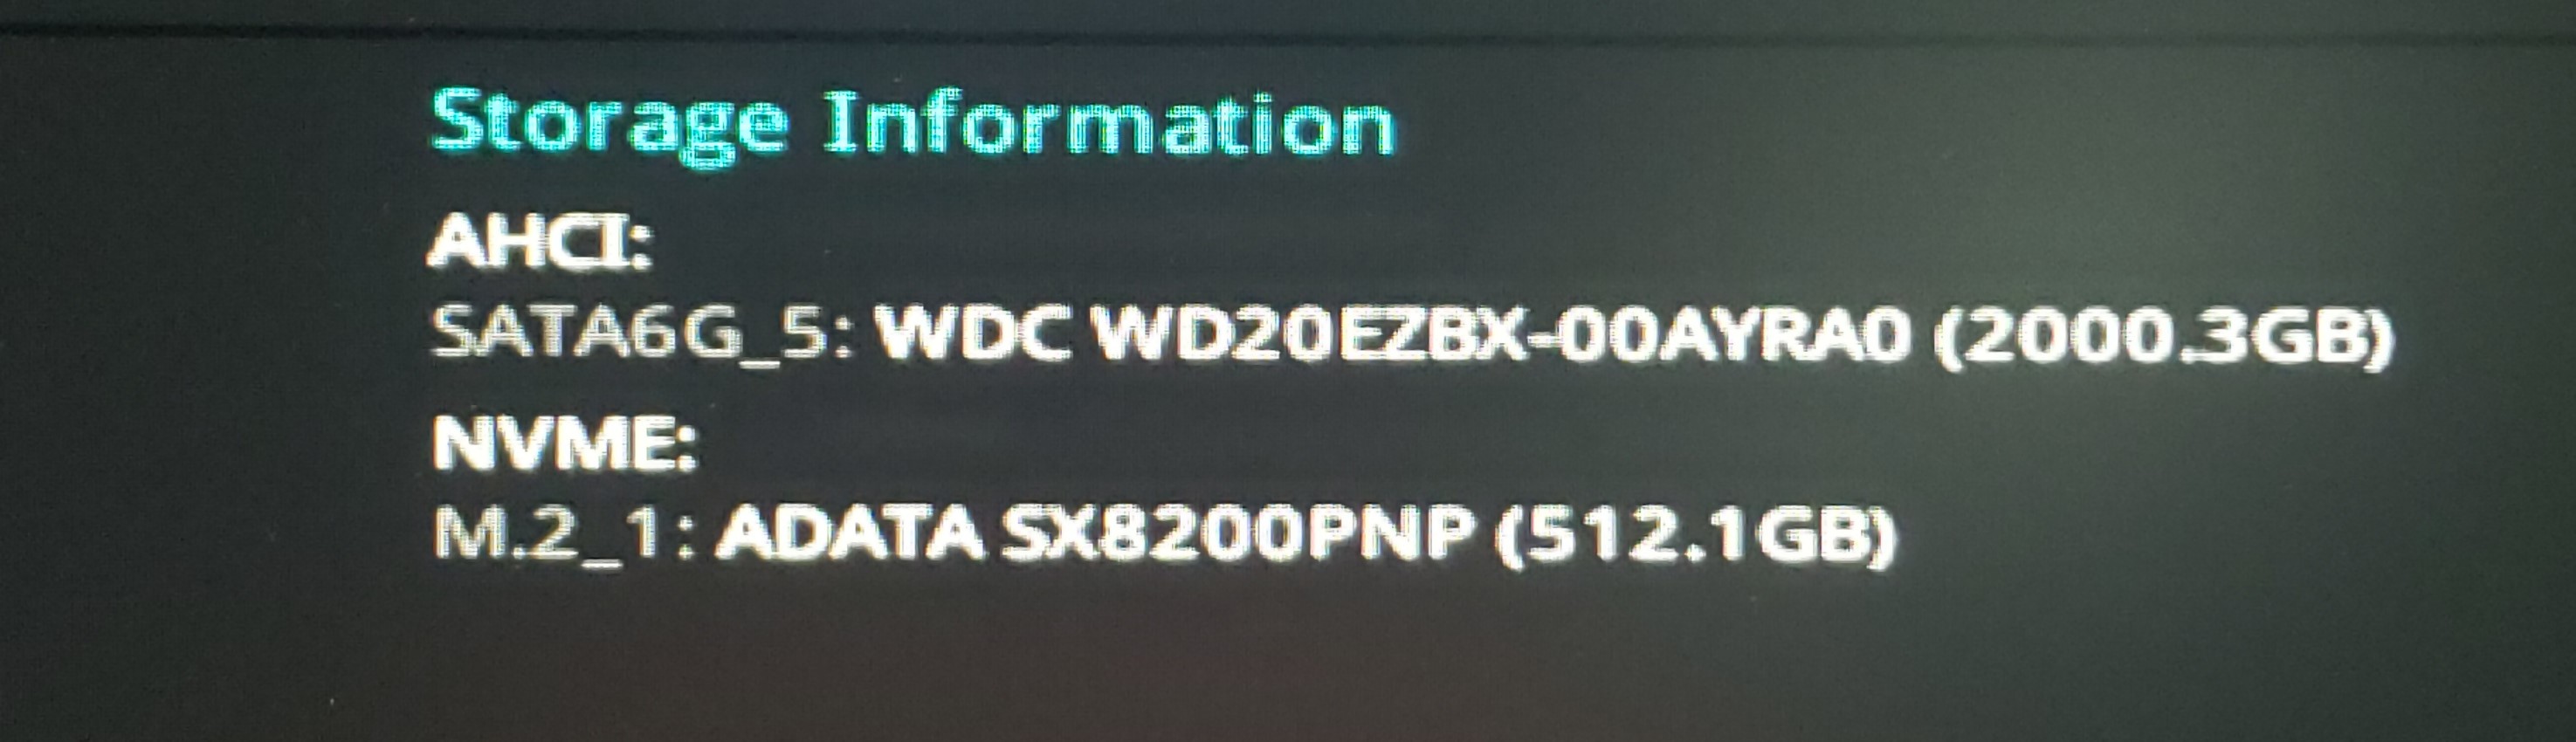 Storage Information
AHCI:
SATA6G_5: WDC WD20EZBX-00AYRA0 (2000.3GB)
NVME:
M.2_1: ADATA SX8200PNP (512.1GB)